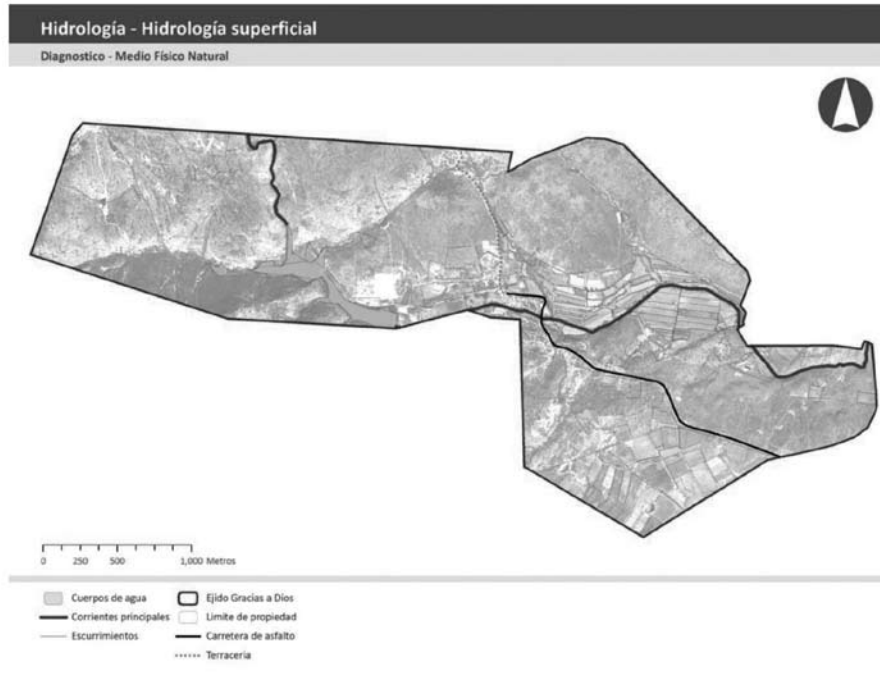 Hidrología - Hidrología superficial
Diagnostico - Medio Físico Natural
0 250 500 1,000 Metros
Cuerpos de agua
Corrientes principales
Escurrimientos
Ejido Gracias a Dios
Limite de propiedad
Carretera de asfalto
Terraceria